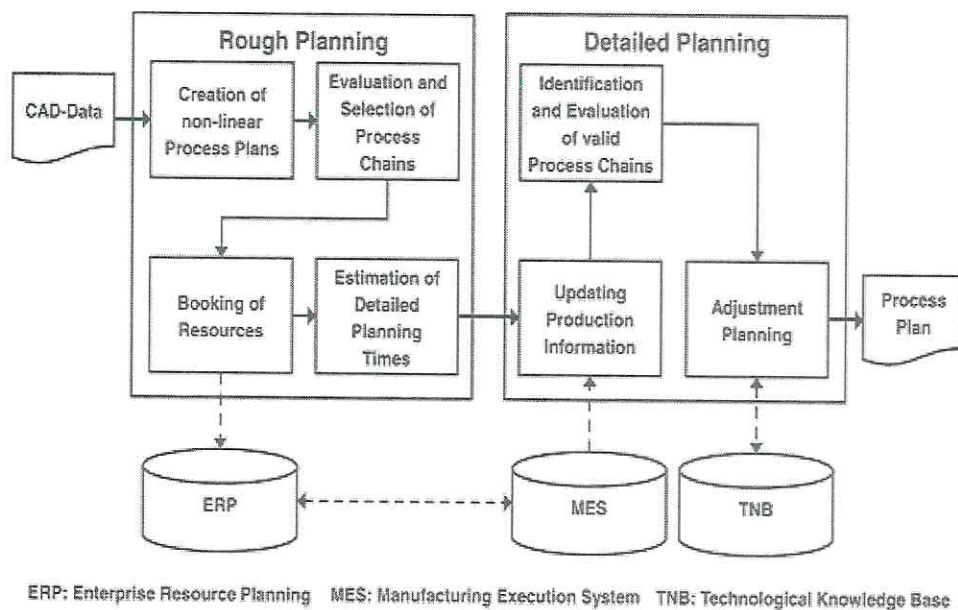 Rough Planning
Detailed Planning
CAD-Data
Creation of
non-linear
Process Plans
Evaluation and
Selection of
Process
Chains
Identification
and Evaluation
of valid
Process Chains
Booking of
Resources
Estimation of
Detailed
Planning
Times
Updating
Production
Information
Adjustment
Planning
Process
Plan
ERP
MES
TNB
ERP: Enterprise Resource Planning MES: Manufacturing Execution System TNB: Technological Knowledge Base